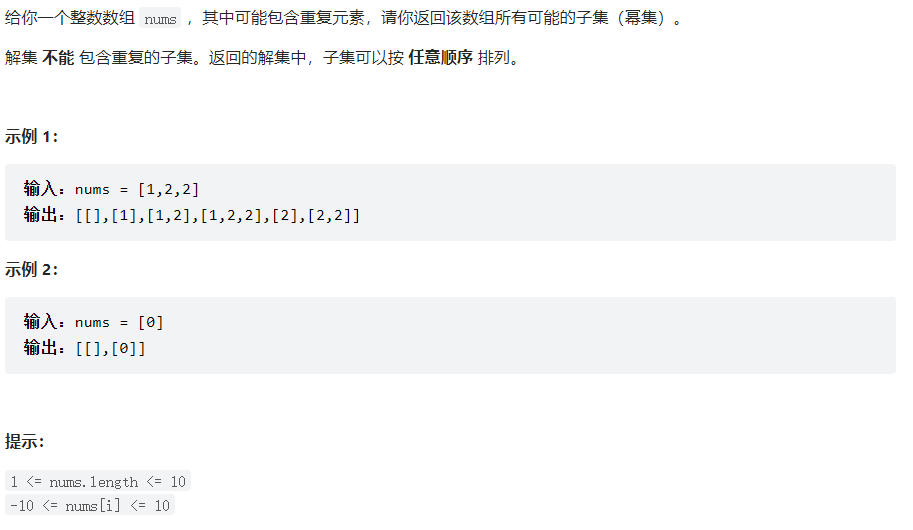 给你一个整数数组 nums ，其中可能包含重复元素，请你返回该数组所有可能的子集（幂集）。
解集 不能 包含重复的子集。返回的解集中，子集可以按 任意顺序 排列。
示例 1：
输入：nums = [1,2,2]
输出：[[],[1],[1,2],[1,2,2],[2],[2,2]]
示例 2：
输入：nums = [0]
输出：[[],[0]]
提示：
1 <= nums.length <= 10
-10 <= nums[i] <= 10